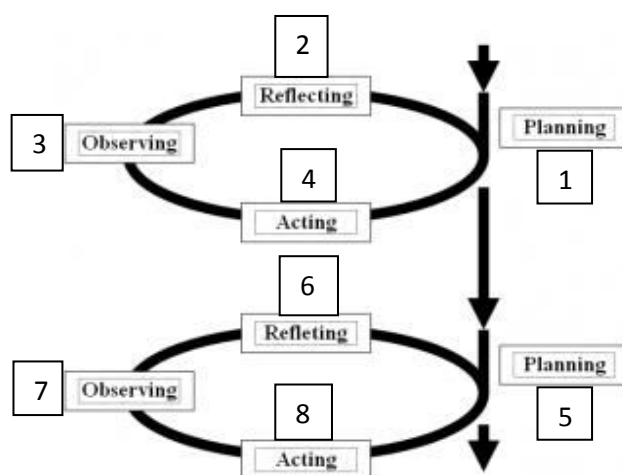 2
Reflecting
Planning
1
3
Observing
4
Acting
6
Refleting
Planning
5
7
Observing
8
Acting